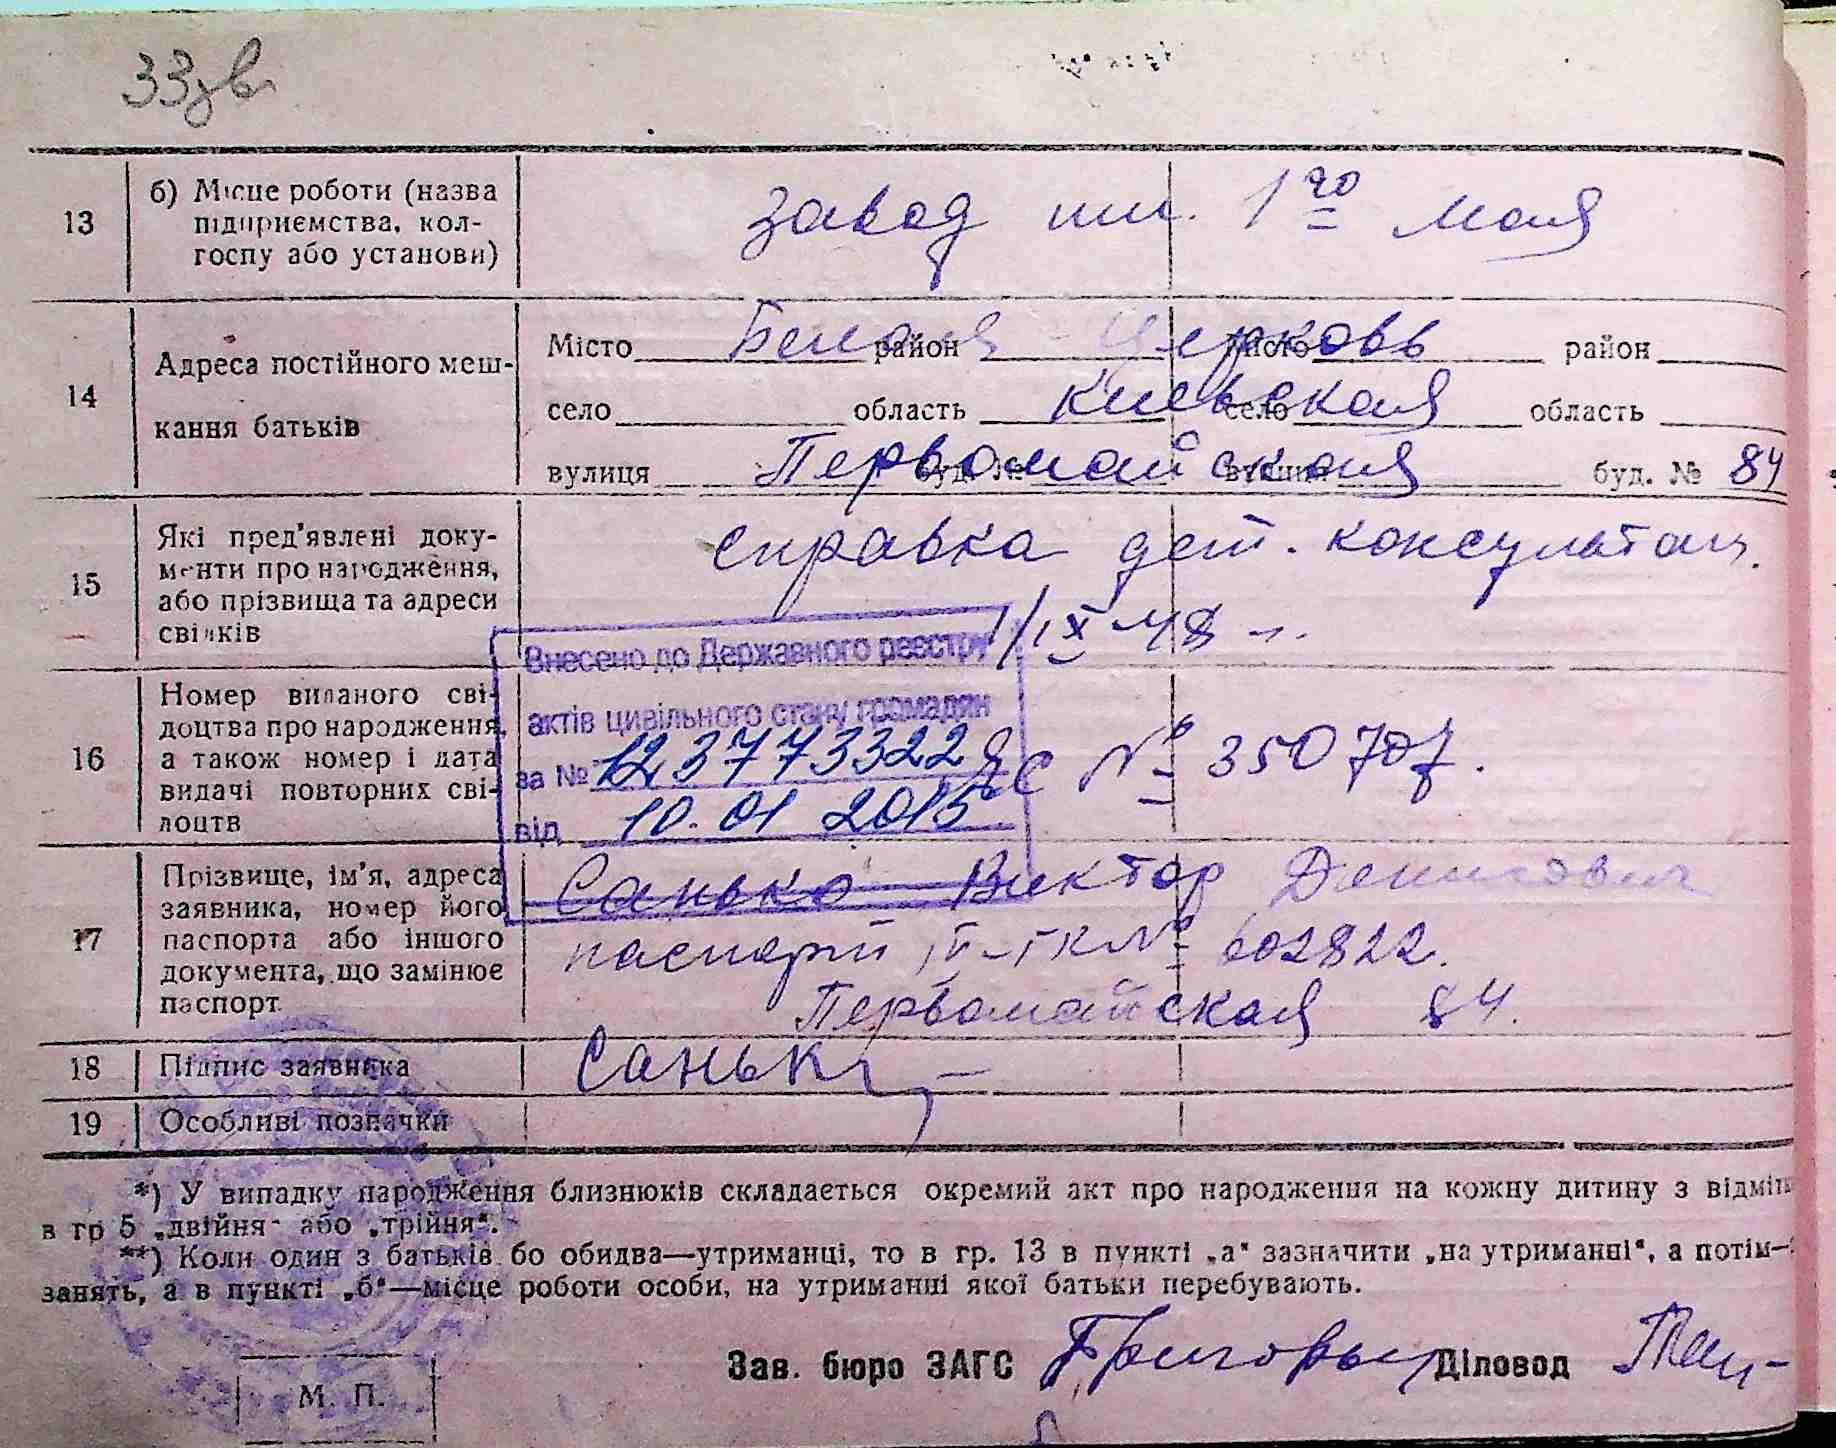 33 зв.
13
б) Місце роботи (назва
підприємства, кол-
госпу або установи)
завод им. 1го Мая
14
Адреса постійного меш-
кання батьків
Місто Белая район Церковь місто район
село область Киевская село область
вулиця Первомайская буд. № вулиця буд. № 84
15
Які пред'явлені доку-
менти про народження,
або прізвища та адреси
свідків
справка дет. консультац.
1/IX 48 г.
Внесено до Державного реєстру
актів цивільного стану громадян
за № 123773322
від 10.01 2015
16
Номер виданого сві-
доцтва про народження,
а також номер і дата
видачі повторних сві-
доцтв
ЯС № 350707.
17
Прізвище, ім'я, адреса
заявника, номер його
паспорта або іншого
документа, що замінює
паспорт
Санько Виктор Денисович
паспорт № 602822.
Первомайская 84.
18
Підпис заявника
Санько
19
Особливі позначки
*) У випадку народження близнюків складається окремий акт про народження на кожну дитину з відміт
в гр 5 „двійня" або „трійня".
**) Коли один з батьків бо обидва—утриманці, то в гр. 13 в пункті „а" зазначити „на утриманні", а потім—
занять, а в пункті „б"—місце роботи особи, на утриманні якої батьки перебувають.
Зав. бюро ЗАГС Діловод
М. П.